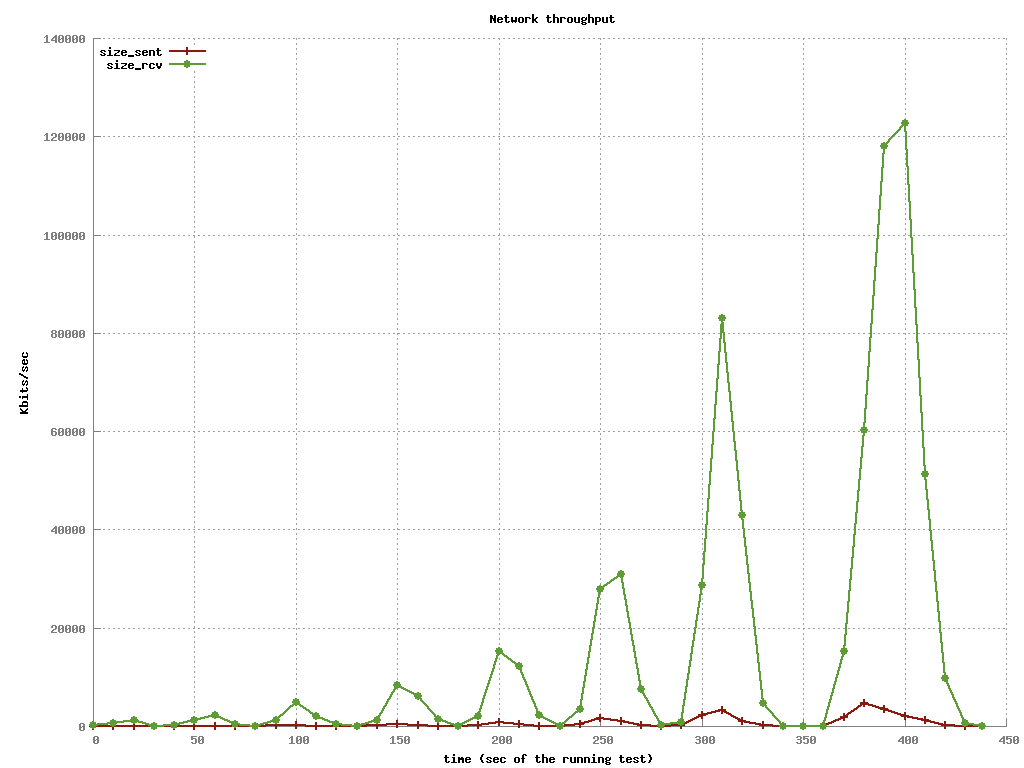 Network throughput
140000
size_sent
size_rcv
120000
100000
80000
Kbits/sec
60000
40000
20000
0
0 50 100 150 200 250 300 350 400 450
time (sec of the running test)